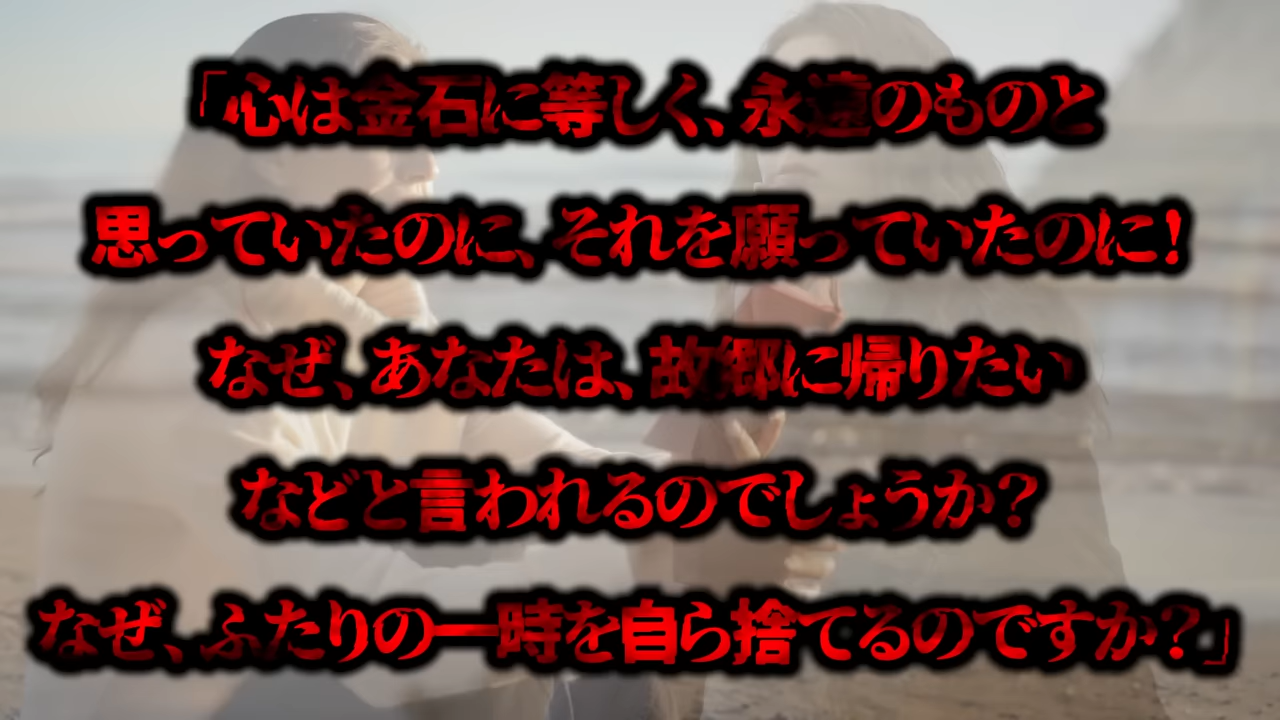 「心は金石に等しく、永遠のものと
思っていたのに、それを願っていたのに!
なぜ、あなたは、故郷に帰りたい
などと言われるのでしょうか?
なぜ、ふたりの一時を自ら捨てるのですか?」